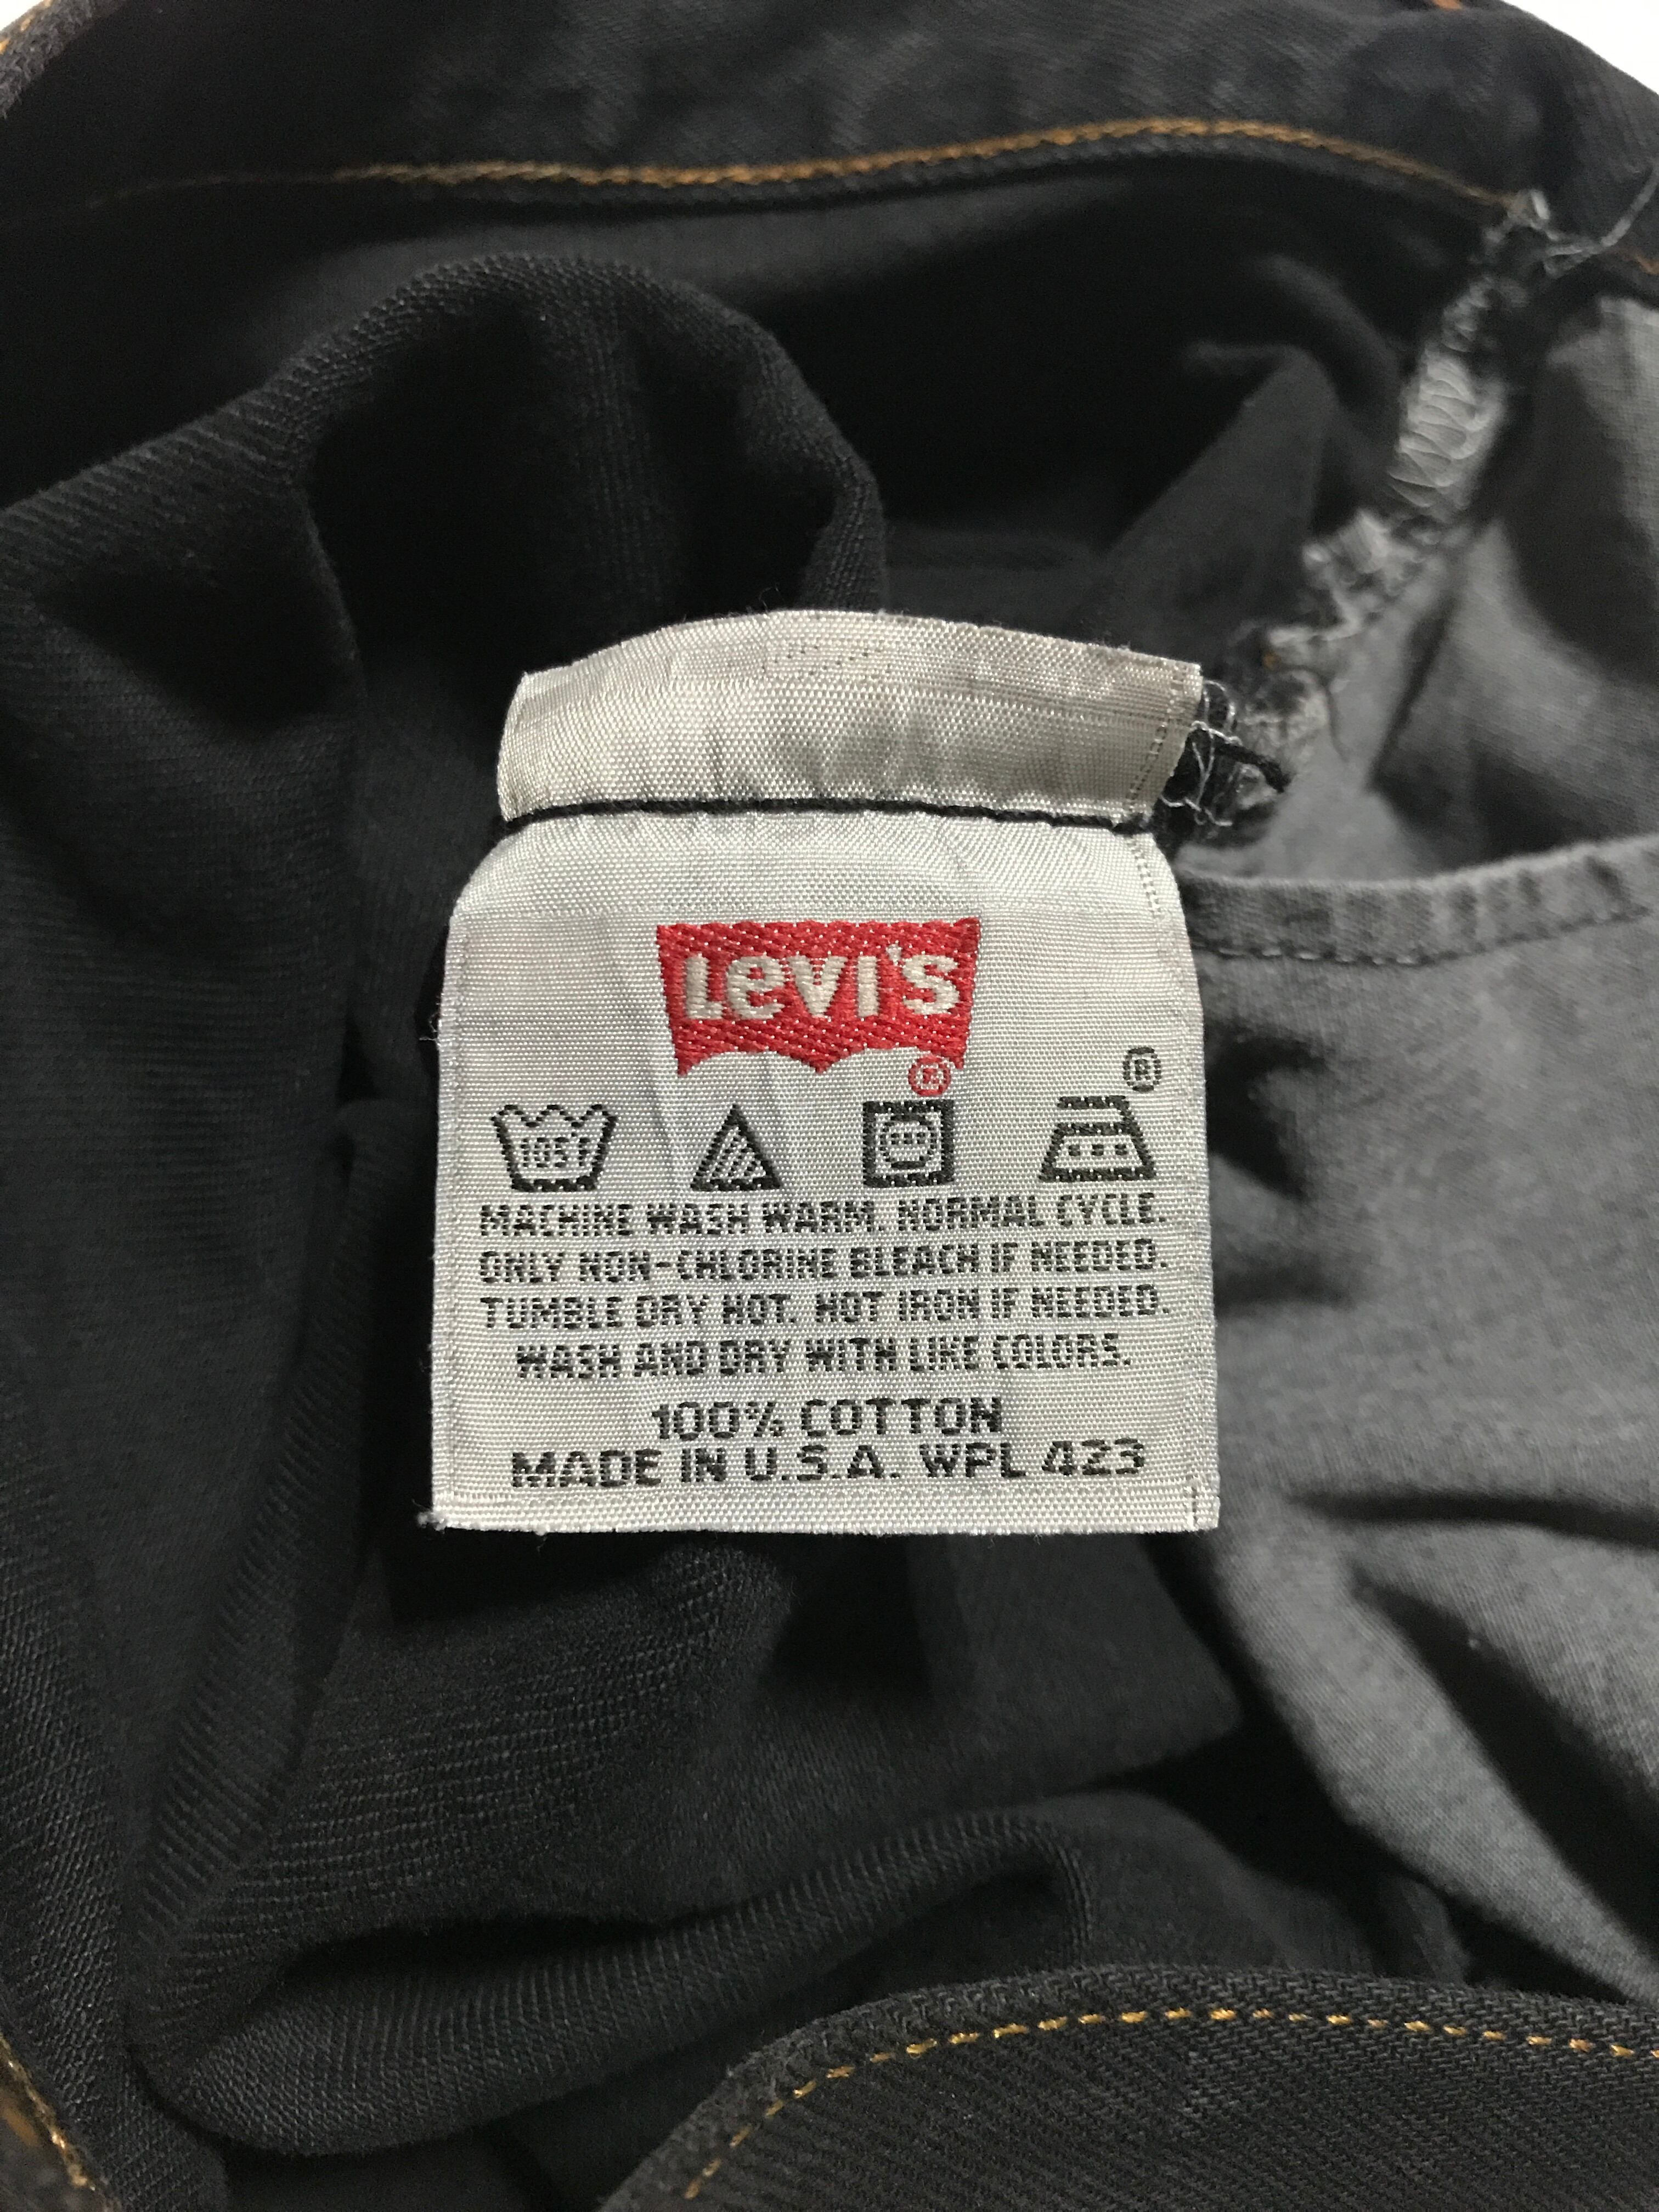 Levi's
®
®
105°F
MACHINE WASH WARM. NORMAL CYCLE.
ONLY NON-CHLORINE BLEACH IF NEEDED.
TUMBLE DRY HOT. HOT IRON IF NEEDED.
WASH AND DRY WITH LIKE COLORS.
100% COTTON
MADE IN U.S.A. WPL 423